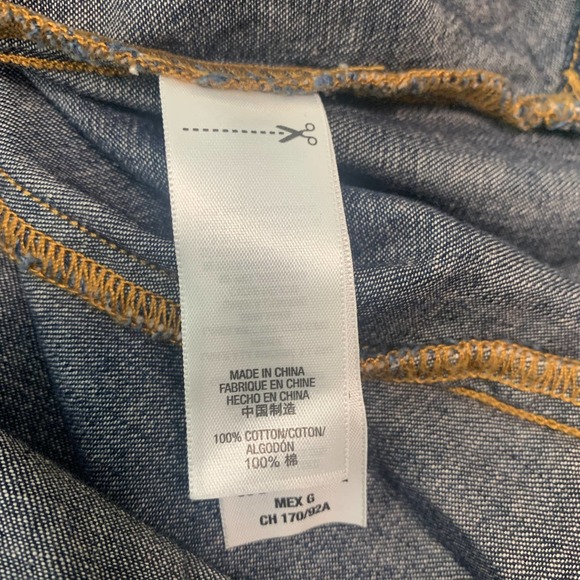 MADE IN CHINA
FABRIQUE EN CHINE
HECHO EN CHINA
中国制造
100% COTTON/COTON/
ALGODÓN
100% 棉
MEX G
CH 170/92A